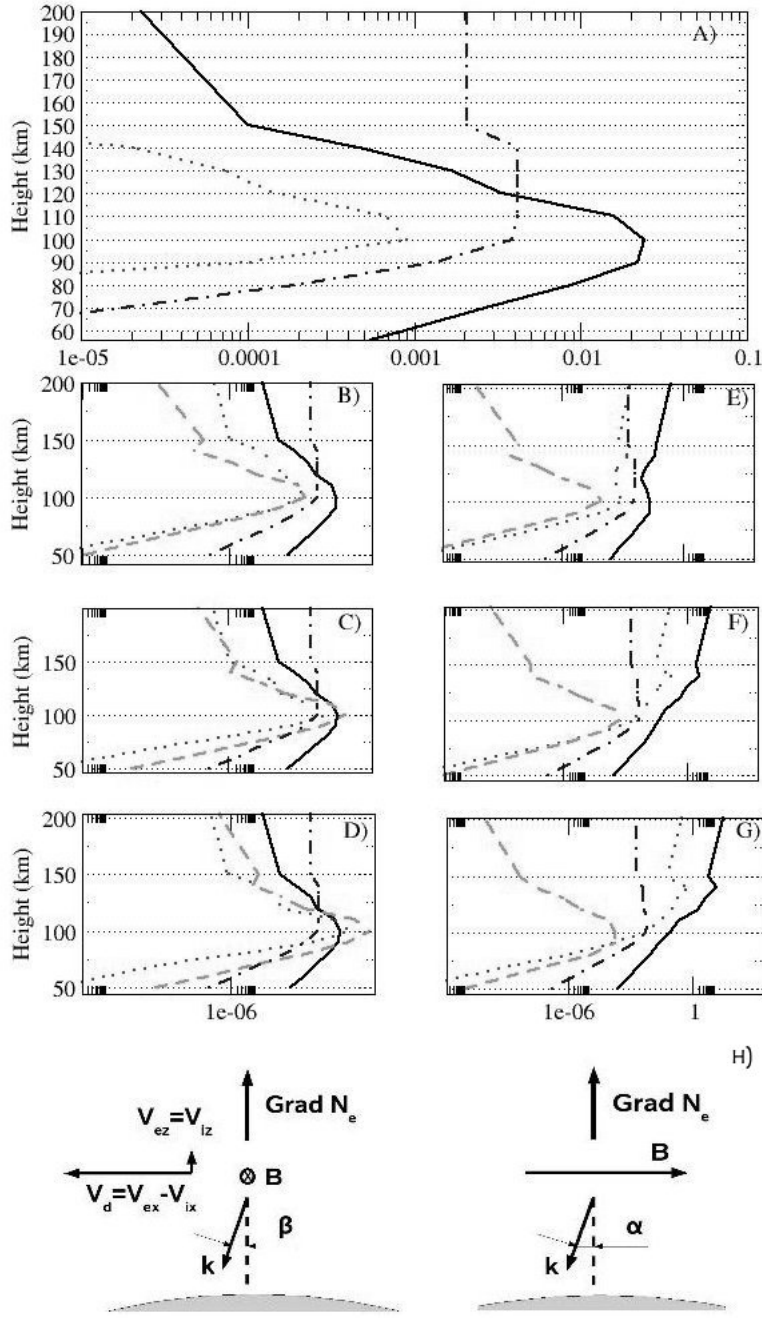 200
190
180
170
160
150
140
130
120
110
100
90
80
70
60
Height (km)
A)
1e-05
0.0001
0.001
0.01
0.1
200
150
100
50
Height (km)
B)
E)
150
100
50
Height (km)
C)
F)
200
150
100
50
Height (km)
D)
G)
1e-06
1e-06
1
H)
Grad Ne
Vez=Viz
B
Vd=Vex-Vix
β
k
Grad Ne
B
α
k